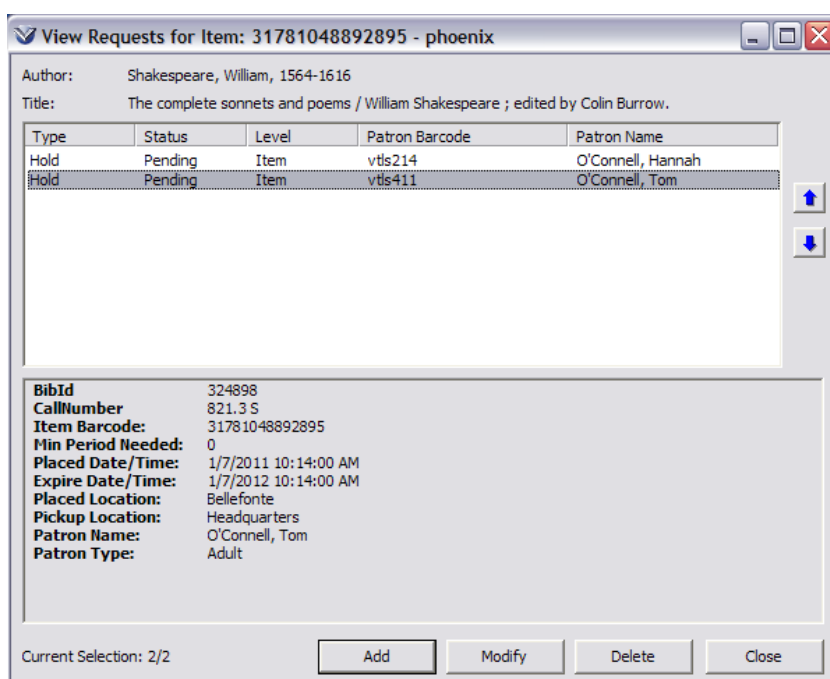 View Requests for Item: 31781048892895 - phoenix
Author: Shakespeare, William, 1564-1616
Title: The complete sonnets and poems / William Shakespeare ; edited by Colin Burrow.
Type Status Level Patron Barcode Patron Name
Hold Pending Item vtls214 O'Connell, Hannah
Hold Pending Item vtls411 O'Connell, Tom
BibId 324898
CallNumber 821.3 S
Item Barcode: 31781048892895
Min Period Needed: 0
Placed Date/Time: 1/7/2011 10:14:00 AM
Expire Date/Time: 1/7/2012 10:14:00 AM
Placed Location: Bellefonte
Pickup Location: Headquarters
Patron Name: O'Connell, Tom
Patron Type: Adult
Current Selection: 2/2 Add Modify Delete Close